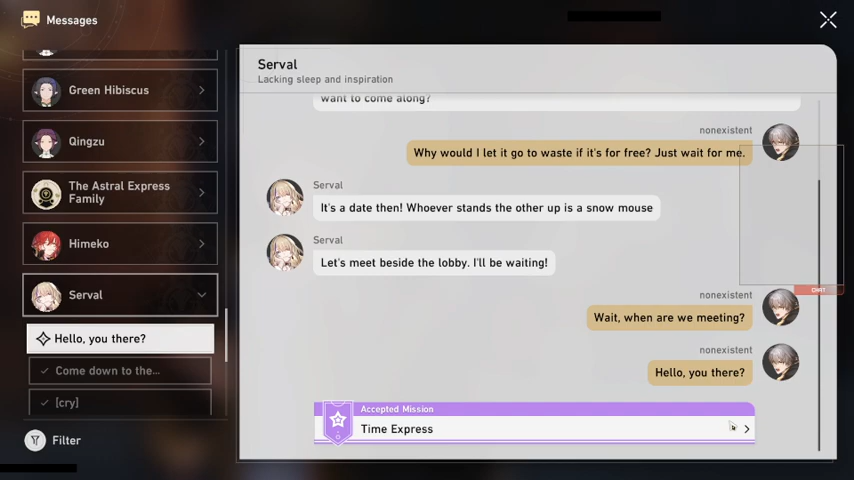 Messages
Green Hibiscus
Qingzu
The Astral Express
Family
Himeko
Serval
Hello, you there?
Come down to the...
[cry]
Filter
Serval
Lacking sleep and inspiration
want to come along?
nonexistent
Why would I let it go to waste if it's for free? Just wait for me.
Serval
It's a date then! Whoever stands the other up is a snow mouse
Serval
Let's meet beside the lobby. I'll be waiting!
nonexistent
Wait, when are we meeting?
nonexistent
Hello, you there?
Accepted Mission
Time Express
CHAT